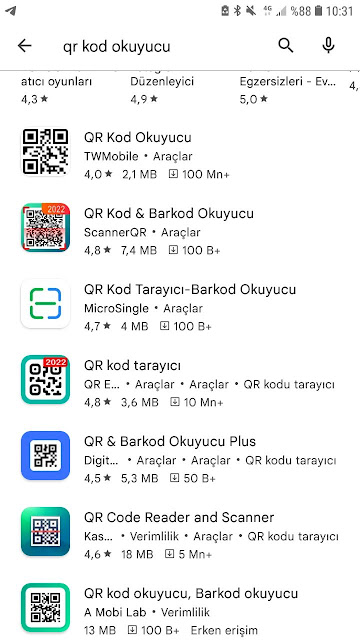 %88 10:31
qr kod okuyucu
atıcı oyunları Düzenleyici Egzersizleri - Ev...
4,3★ 4,9★ 5,0★ 4,
QR Kod Okuyucu
TWMobile • Araçlar
4,0★ 2,1 MB 100 Mn+
2022
QR Kod & Barkod Okuyucu
ScannerQR • Araçlar
4,8★ 7,4 MB 100 B+
QR Kod Tarayıcı-Barkod Okuyucu
MicroSingle • Araçlar
4,7★ 4 MB 100 B+
2022
QR kod tarayıcı
QR E... • Araçlar • Araçlar • QR kodu tarayıcı
4,8★ 3,6 MB 10 Mn+
QR & Barkod Okuyucu Plus
Digit... • Araçlar • Araçlar • QR kodu tarayıcı
4,5★ 5,3 MB 50 B+
QR Code Reader and Scanner
Kas... • Verimlilik • Araçlar • QR kodu tarayıcı
4,6★ 18 MB 5 Mn+
QR kod okuyucu, Barkod okuyucu
A Mobi Lab • Verimlilik
13 MB 100 B+ Erken erişim